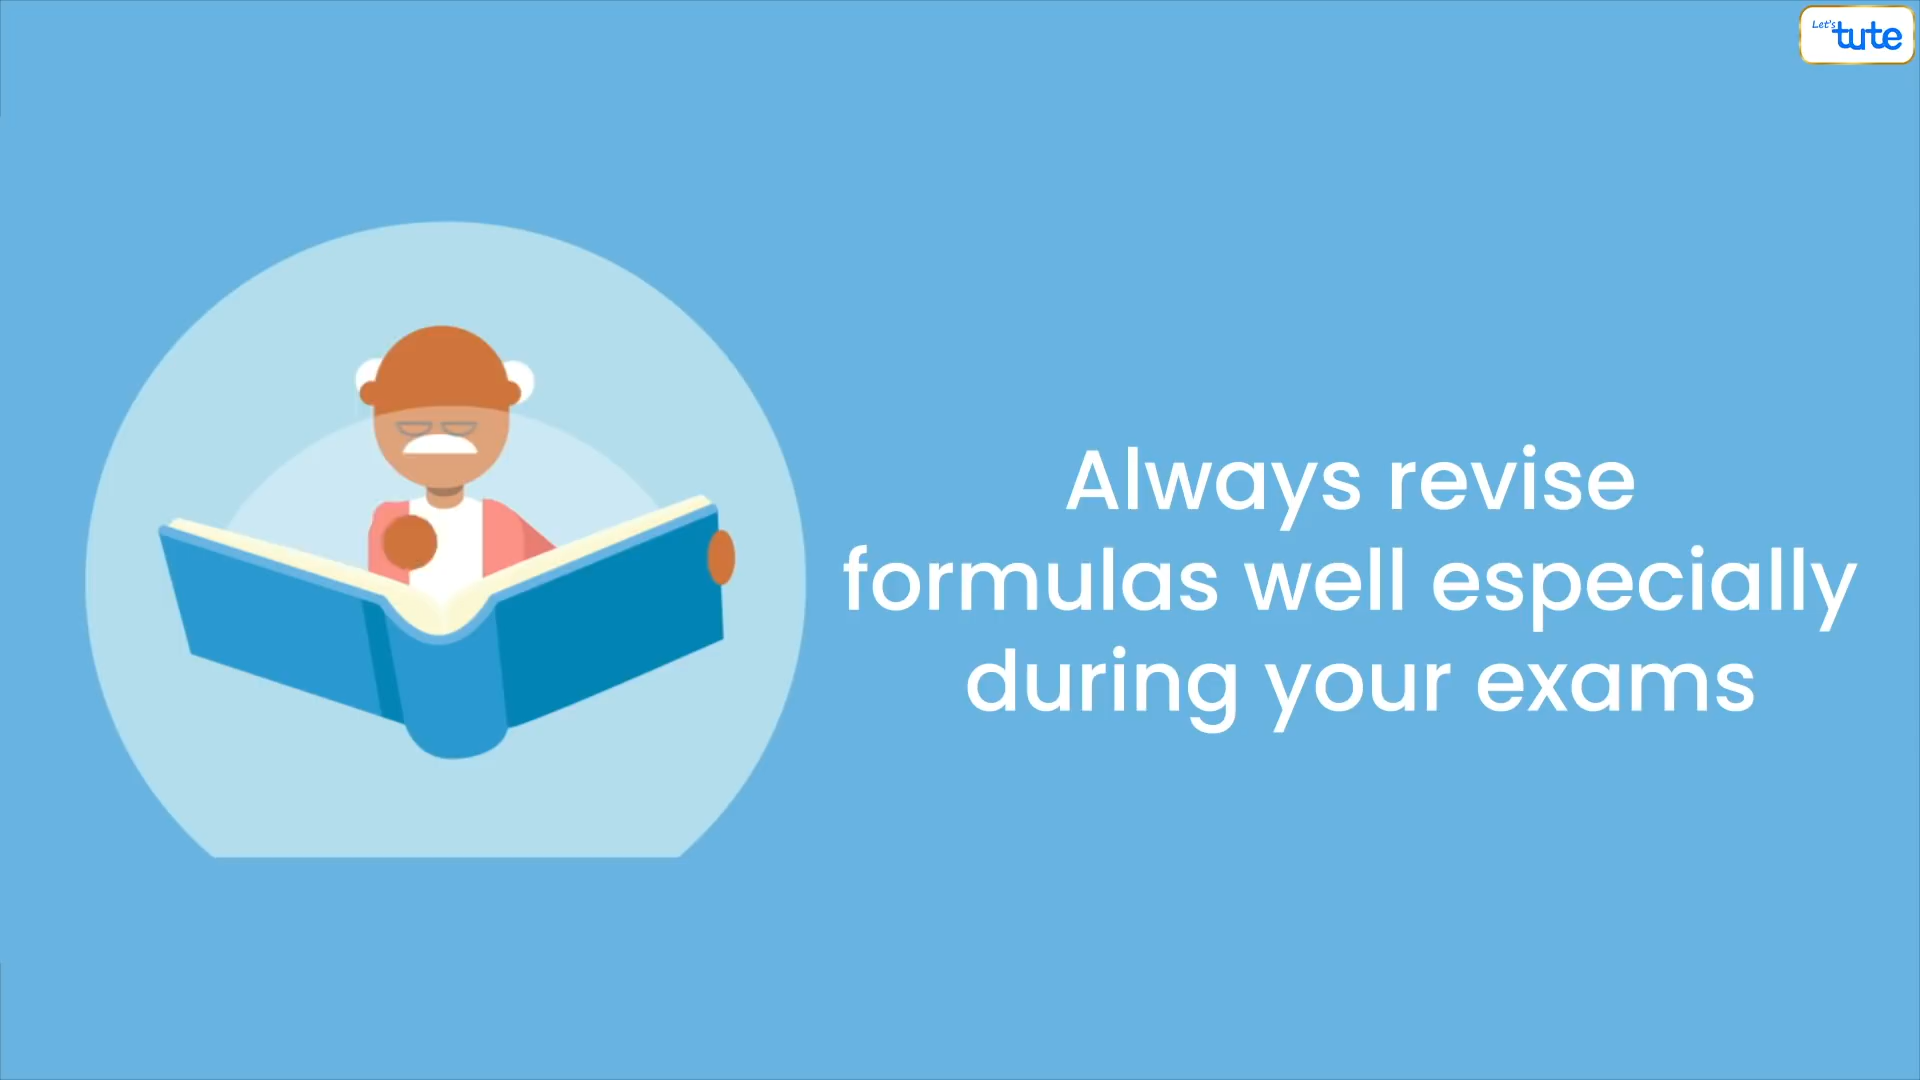 Let's
tute
Always revise
formulas well especially
during your exams